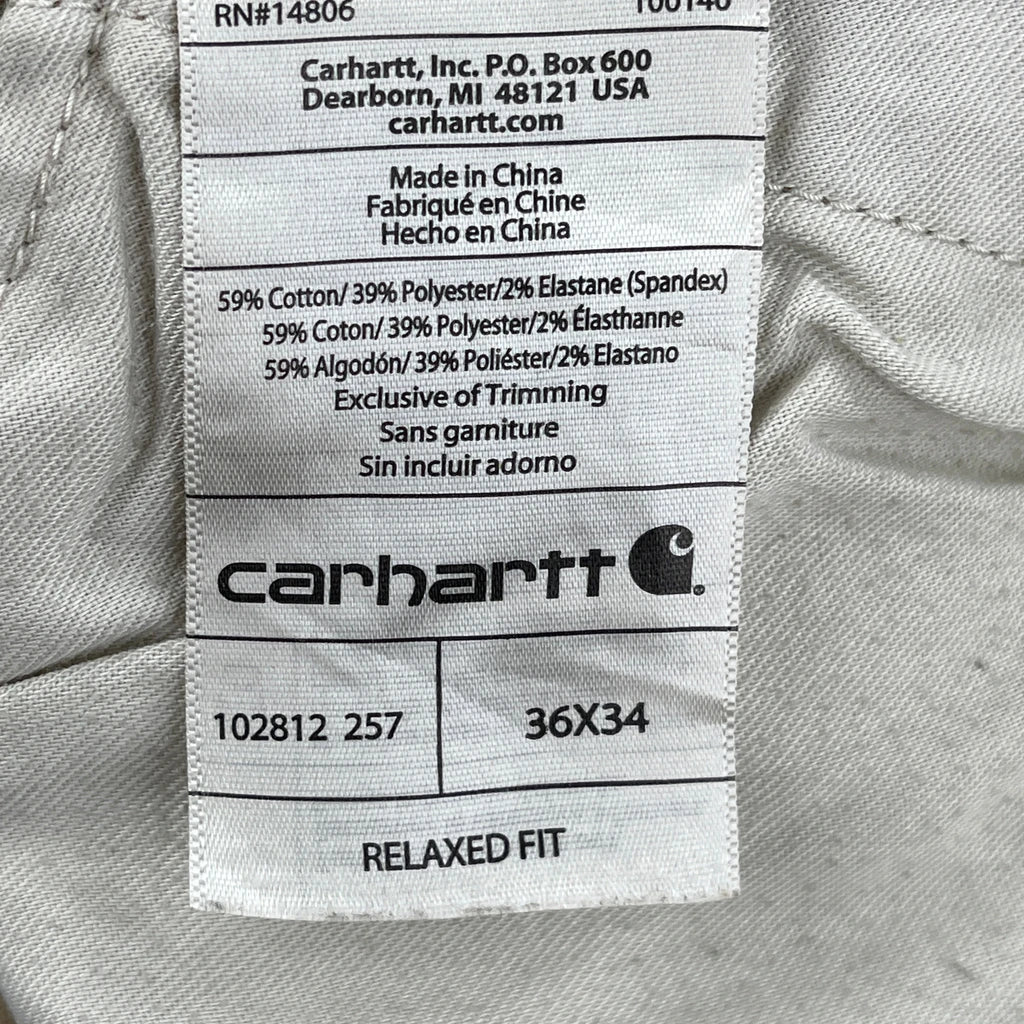 RN#14806 100140
Carhartt, Inc. P.O. Box 600
Dearborn, MI 48121 USA
carhartt.com
Made in China
Fabriqué en Chine
Hecho en China
59% Cotton/ 39% Polyester/2% Elastane (Spandex)
59% Coton/ 39% Polyester/2% Élasthanne
59% Algodón/ 39% Poliéster/2% Elastano
Exclusive of Trimming
Sans garniture
Sin incluir adorno
carhartt
102812 257 36X34
RELAXED FIT